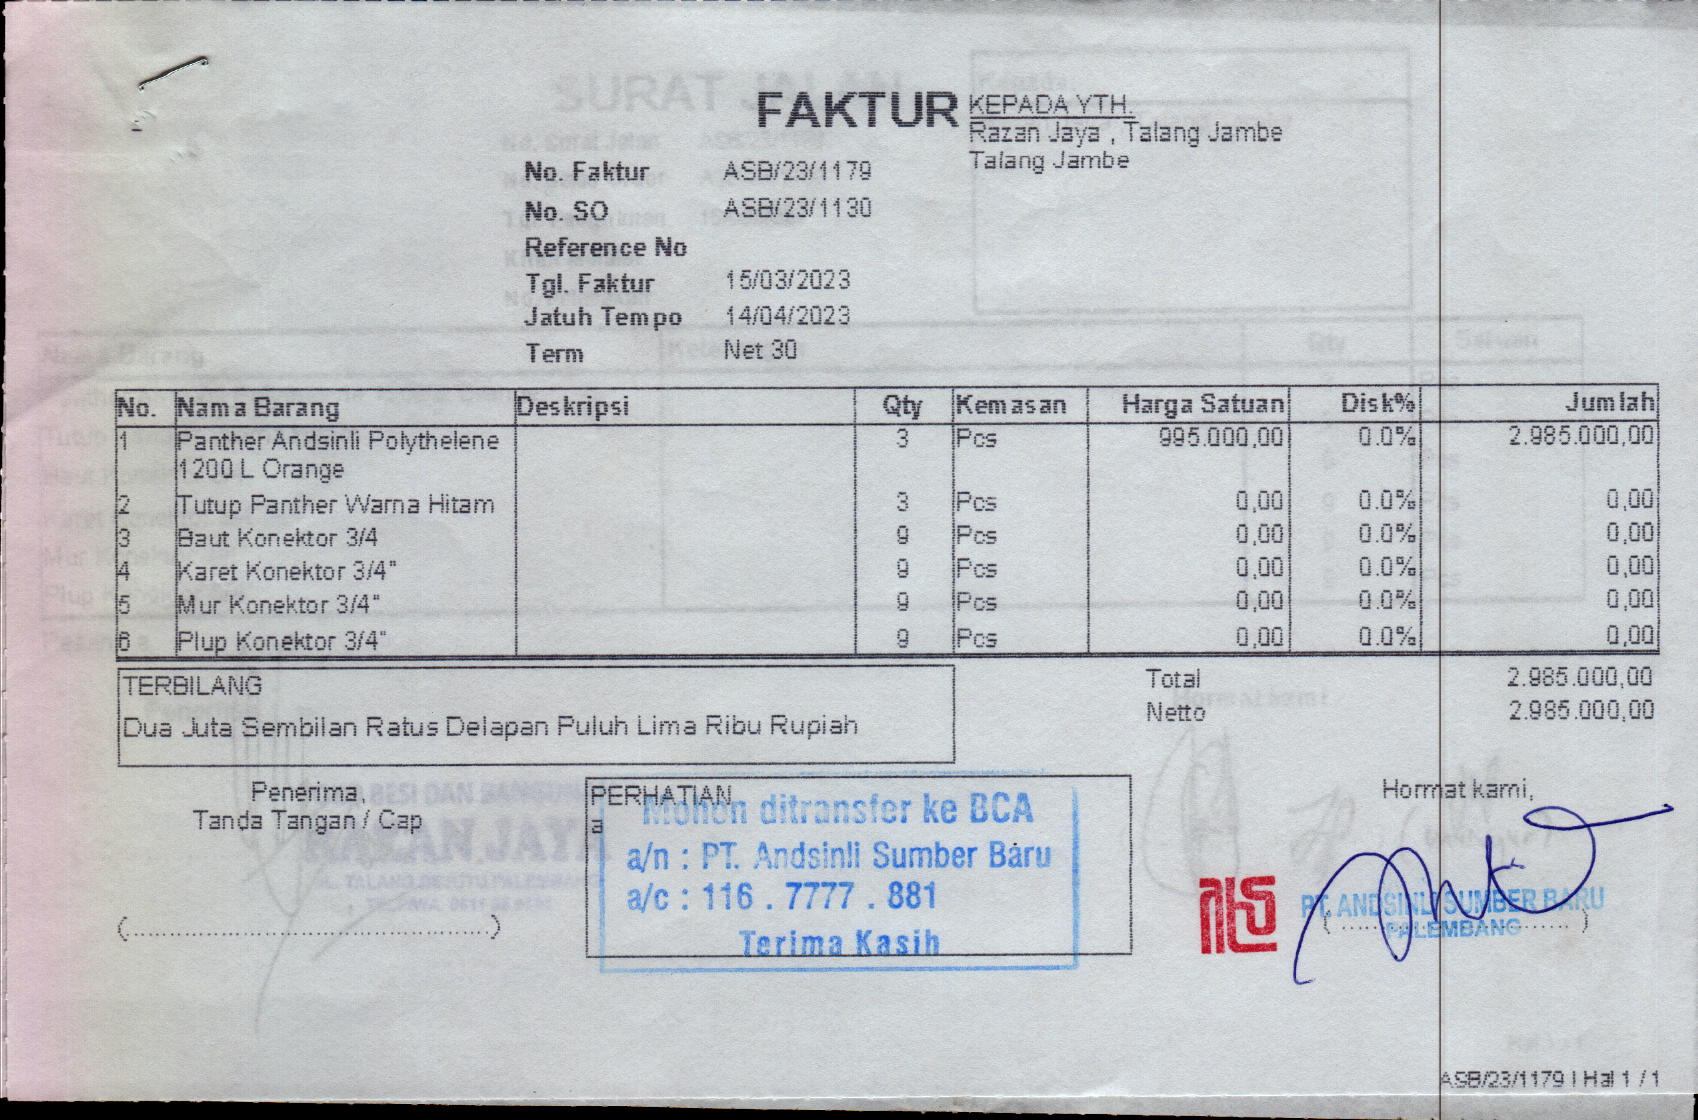 FAKTUR
KEPADA YTH.
Razan Jaya , Talang Jambe
Talang Jambe
No. Faktur ASB/23/1179
No. SO ASB/23/1130
Reference No
Tgl. Faktur 15/03/2023
Jatuh Tempo 14/04/2023
Term Net 30
No. Nama Barang Deskripsi Qty Kemasan Harga Satuan Disk% Jumlah
1 Panther Andsinli Polythelene 3 Pcs 995.000,00 0.0% 2.985.000,00
1200 L Orange
2 Tutup Panther Warna Hitam 3 Pcs 0,00 0.0% 0,00
3 Baut Konektor 3/4 9 Pcs 0,00 0.0% 0,00
4 Karet Konektor 3/4" 9 Pcs 0,00 0.0% 0,00
5 Mur Konektor 3/4" 9 Pcs 0,00 0.0% 0,00
6 Plup Konektor 3/4" 9 Pcs 0,00 0.0% 0,00
TERBILANG
Dua Juta Sembilan Ratus Delapan Puluh Lima Ribu Rupiah
Total 2.985.000,00
Netto 2.985.000,00
Penerima,
Tanda Tangan / Cap
(..................................................)
PERHATIAN
a
Mohon ditransfer ke BCA
a/n : PT. Andsinli Sumber Baru
a/c : 116 . 7777 . 881
Terima Kasih
Hormat kami,
PT. ANDSINLI SUMBER BARU
PALEMBANG
ASB/23/1179 | Hal 1 / 1
SURAT JALAN
RAZAN JAYA